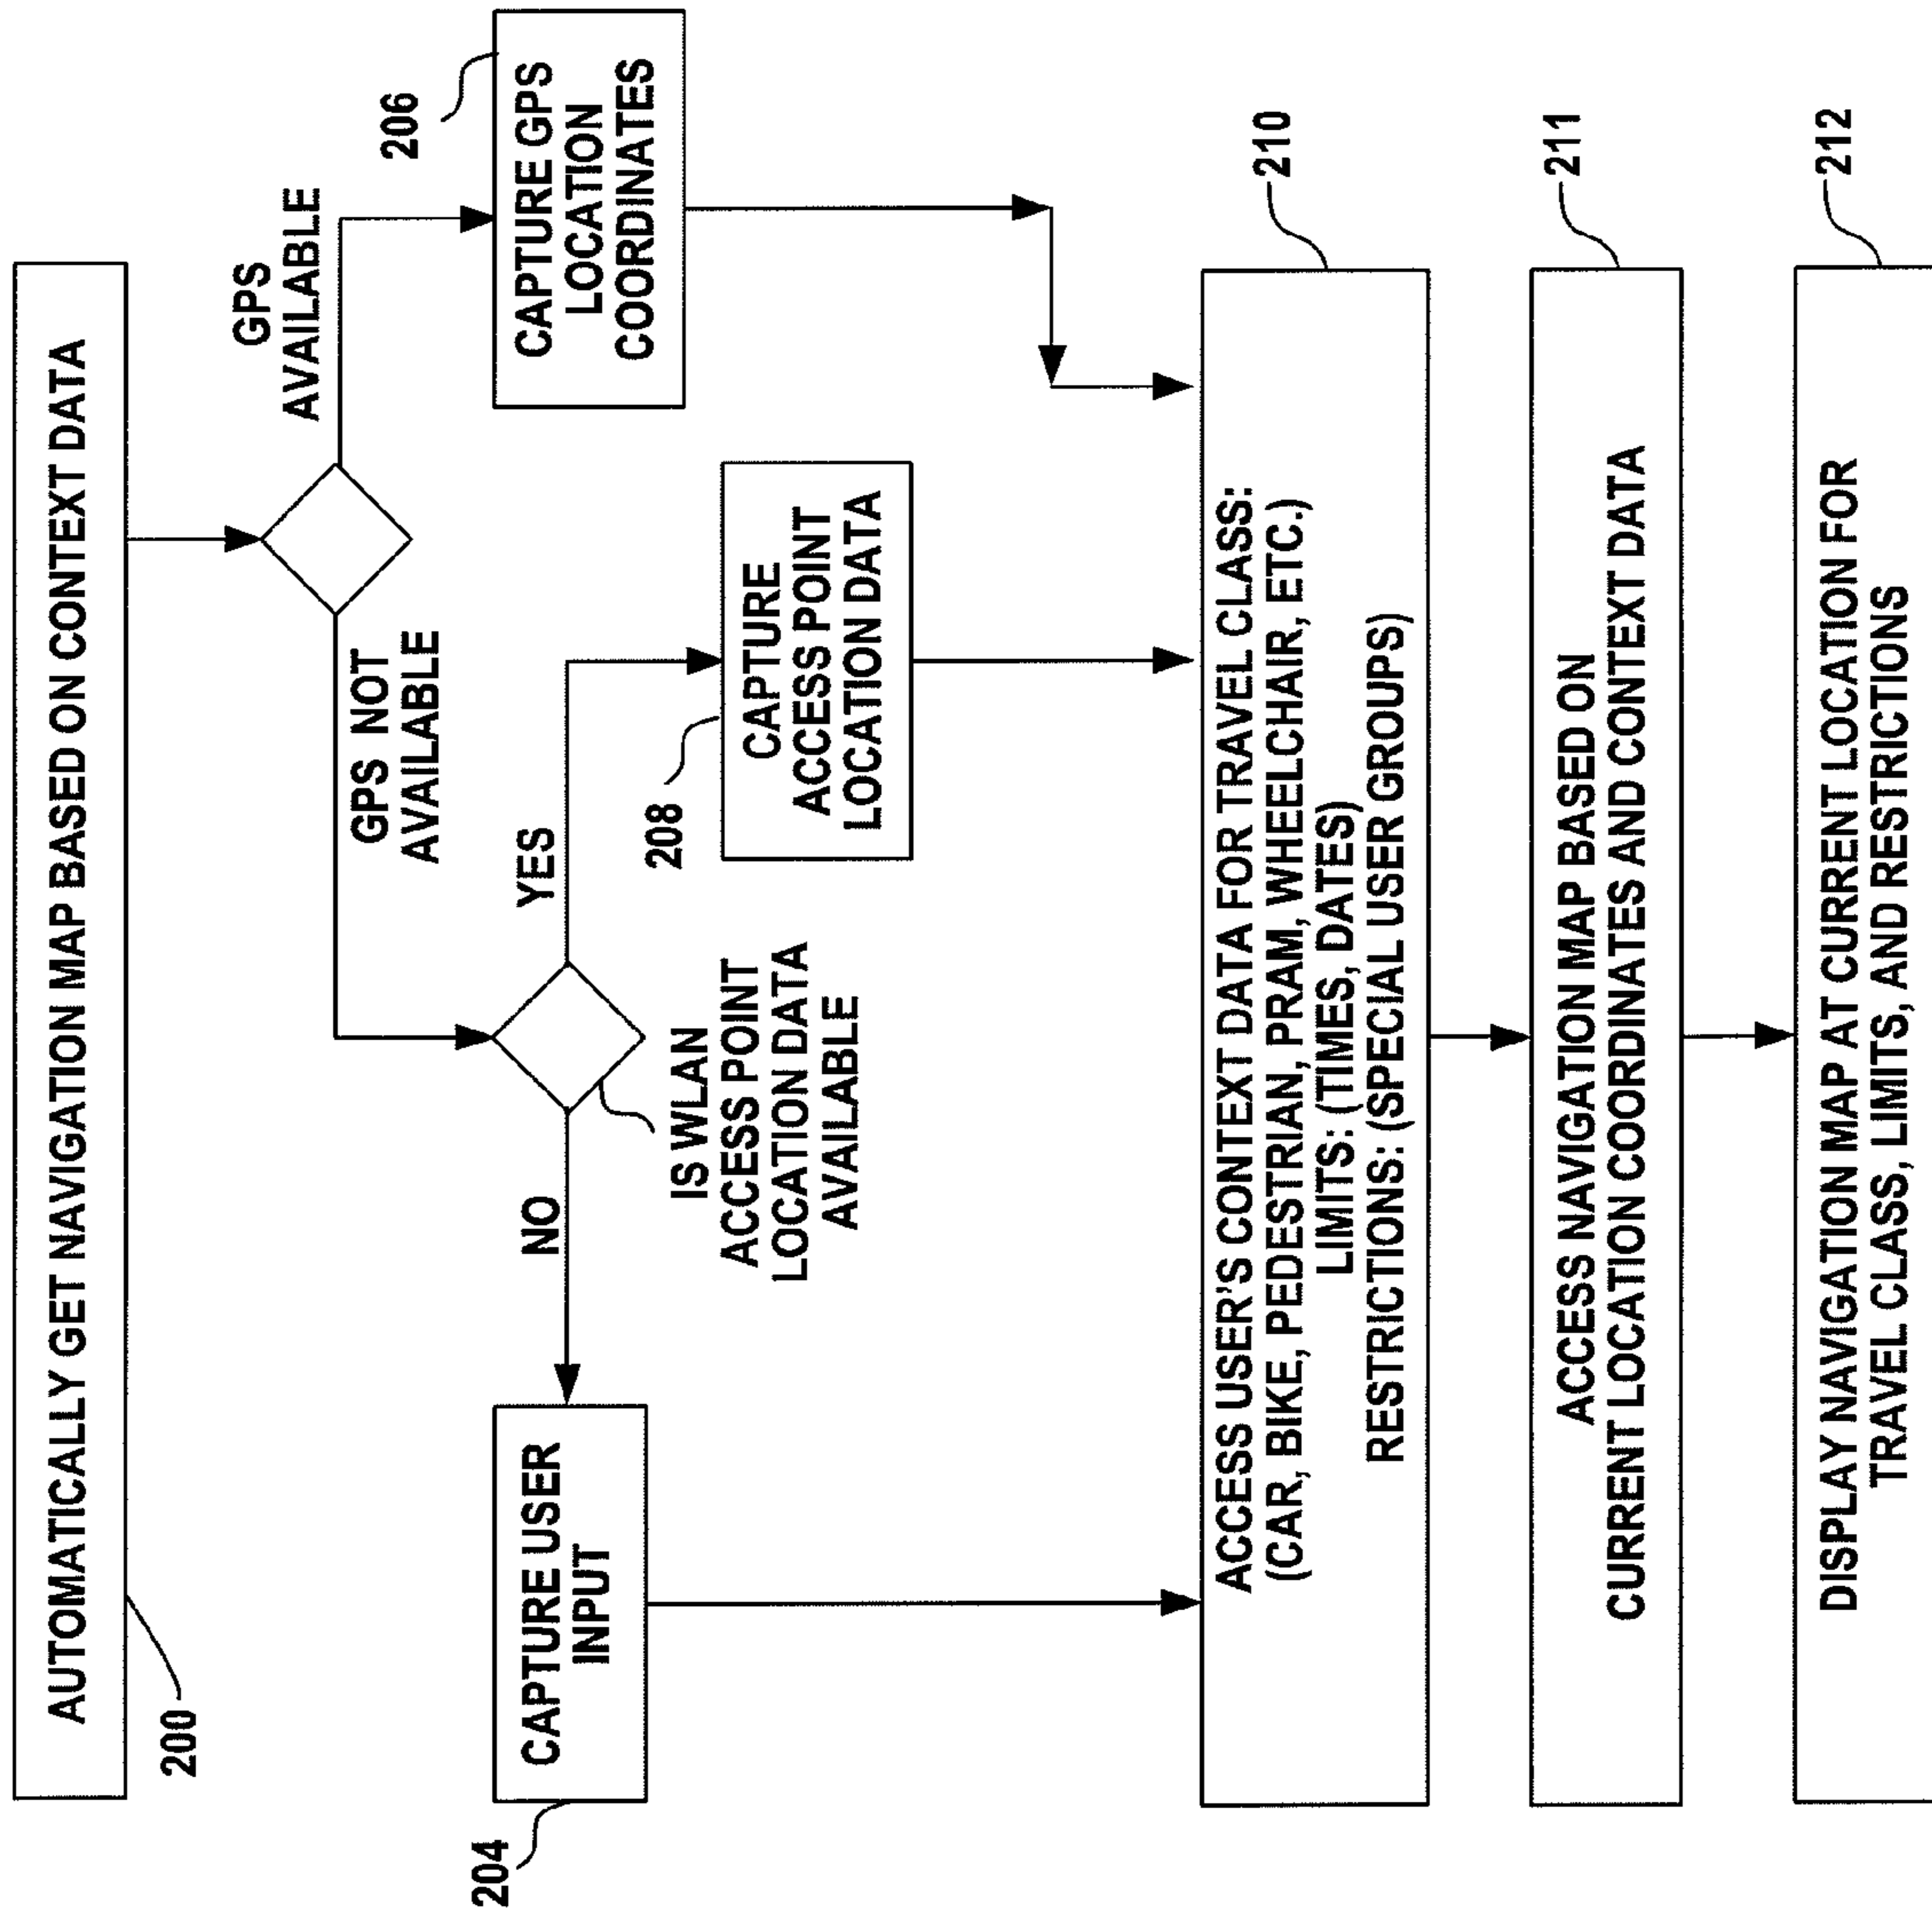 AUTOMATICALLY GET NAVIGATION MAP BASED ON CONTEXT DATA
200
GPS
AVAILABLE
GPS NOT
AVAILABLE
206
CAPTURE GPS
LOCATION
COORDINATES
NO
YES
IS WLAN
ACCESS POINT
LOCATION DATA
AVAILABLE
204
CAPTURE USER
INPUT
208
CAPTURE
ACCESS POINT
LOCATION DATA
210
ACCESS USER'S CONTEXT DATA FOR TRAVEL CLASS:
(CAR, BIKE, PEDESTRIAN, PRAM, WHEELCHAIR, ETC.)
LIMITS: (TIMES, DATES)
RESTRICTIONS: (SPECIAL USER GROUPS)
211
ACCESS NAVIGATION MAP BASED ON
CURRENT LOCATION COORDINATES AND CONTEXT DATA
212
DISPLAY NAVIGATION MAP AT CURRENT LOCATION FOR
TRAVEL CLASS, LIMITS, AND RESTRICTIONS